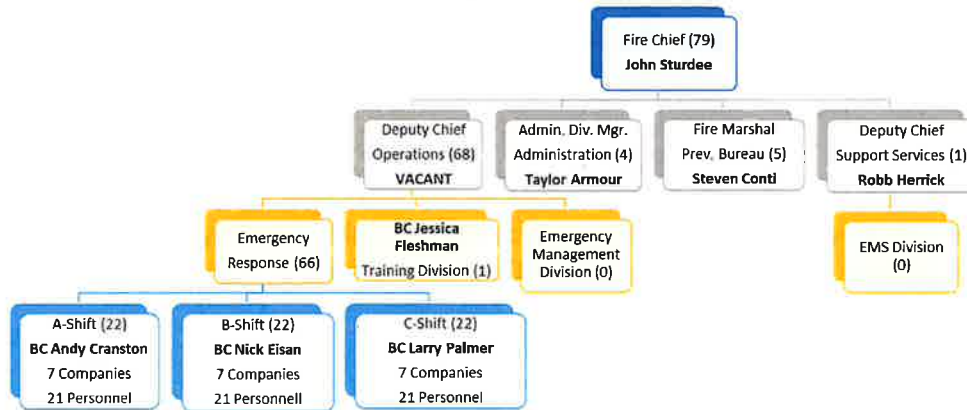 Fire Chief (79)
John Sturdee
Deputy Chief
Operations (68)
VACANT
Admin. Div. Mgr.
Administration (4)
Taylor Armour
Fire Marshal
Prev. Bureau (5)
Steven Conti
Deputy Chief
Support Services (1)
Robb Herrick
Emergency
Response (66)
BC Jessica
Fleshman
Training Division (1)
Emergency
Management
Division (0)
EMS Division
(0)
A-Shift (22)
BC Andy Cranston
7 Companies
21 Personnel
B-Shift (22)
BC Nick Eisan
7 Companies
21 Personnell
C-Shift (22)
BC Larry Palmer
7 Companies
21 Personnel